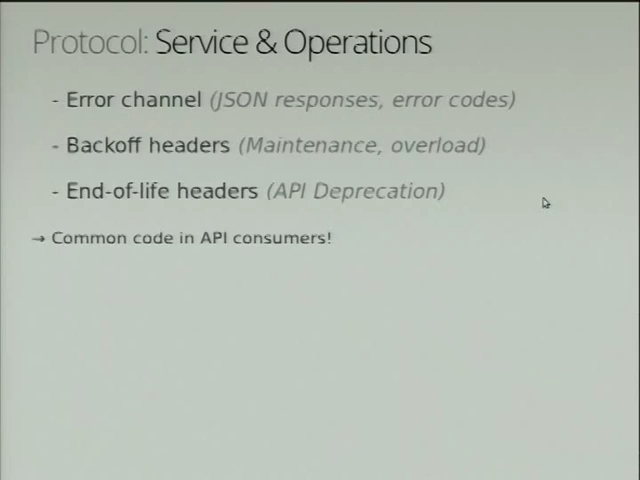 Protocol: Service & Operations
- Error channel (JSON responses, error codes)
- Backoff headers (Maintenance, overload)
- End-of-life headers (API Deprecation)
→ Common code in API consumers!